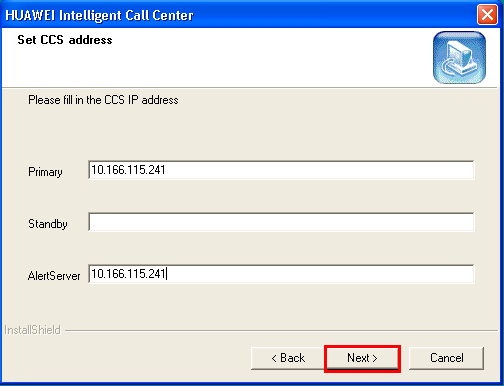 HUAWEI Intelligent Call Center
Set CCS address
Please fill in the CCS IP address
Primary 10.166.115.241
Standby
AlertServer 10.166.115.241
InstallShield
< Back Next > Cancel